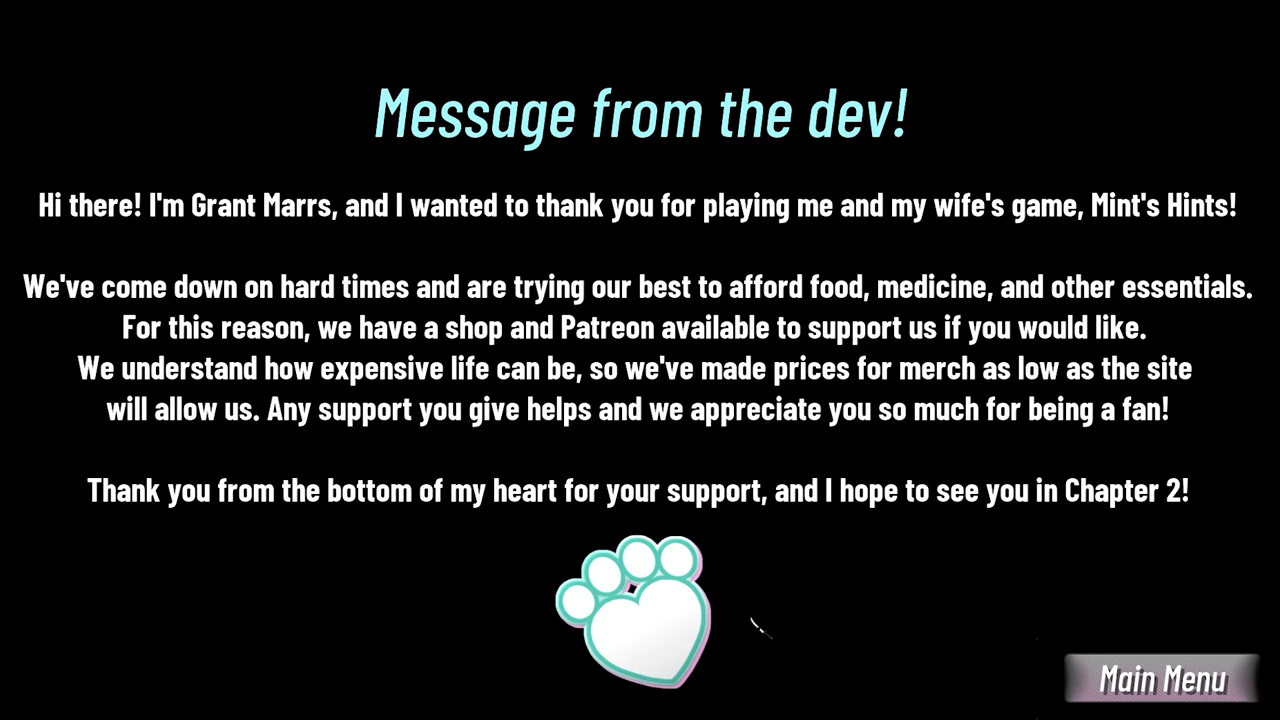 Message from the dev!
Hi there! I'm Grant Marrs, and I wanted to thank you for playing me and my wife's game, Mint's Hints!
We've come down on hard times and are trying our best to afford food, medicine, and other essentials.
For this reason, we have a shop and Patreon available to support us if you would like.
We understand how expensive life can be, so we've made prices for merch as low as the site
will allow us. Any support you give helps and we appreciate you so much for being a fan!
Thank you from the bottom of my heart for your support, and I hope to see you in Chapter 2!
Main Menu